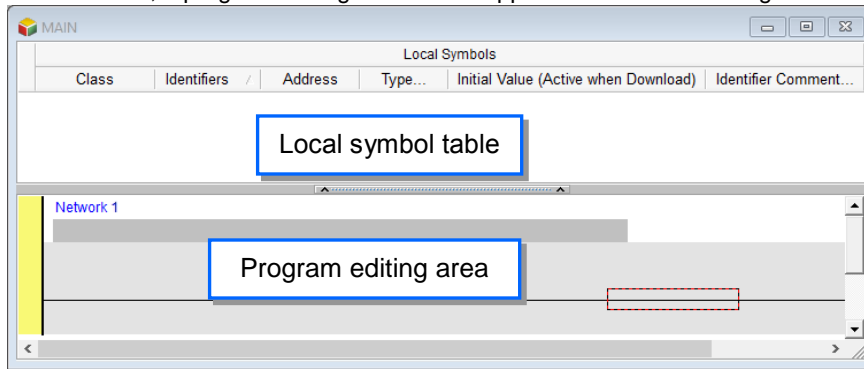 MAIN
Local Symbols
Class Identifiers / Address Type... Initial Value (Active when Download) Identifier Comment...
Local symbol table
Network 1
Program editing area